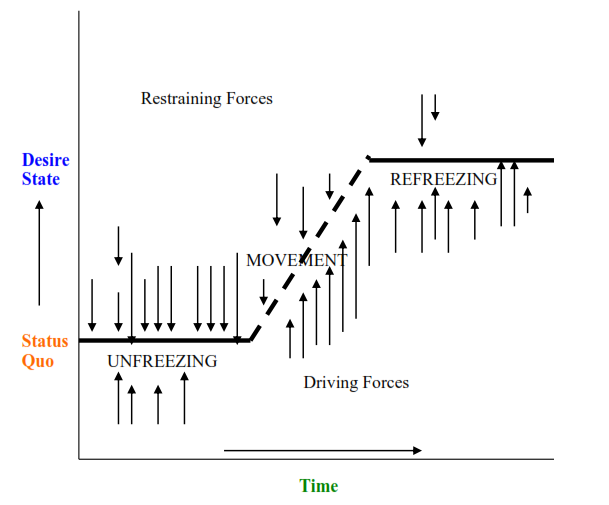 Restraining Forces
Desire
State
REFREEZING
MOVEMENT
Status
Quo
UNFREEZING
Driving Forces
Time